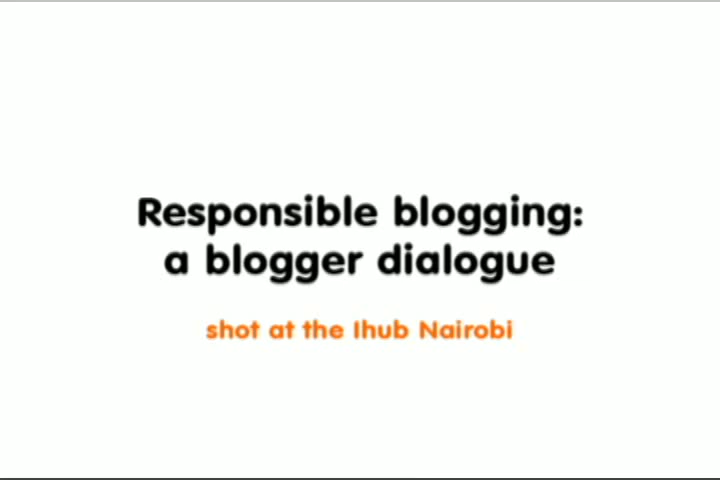 Responsible blogging:
a blogger dialogue
shot at the Ihub Nairobi